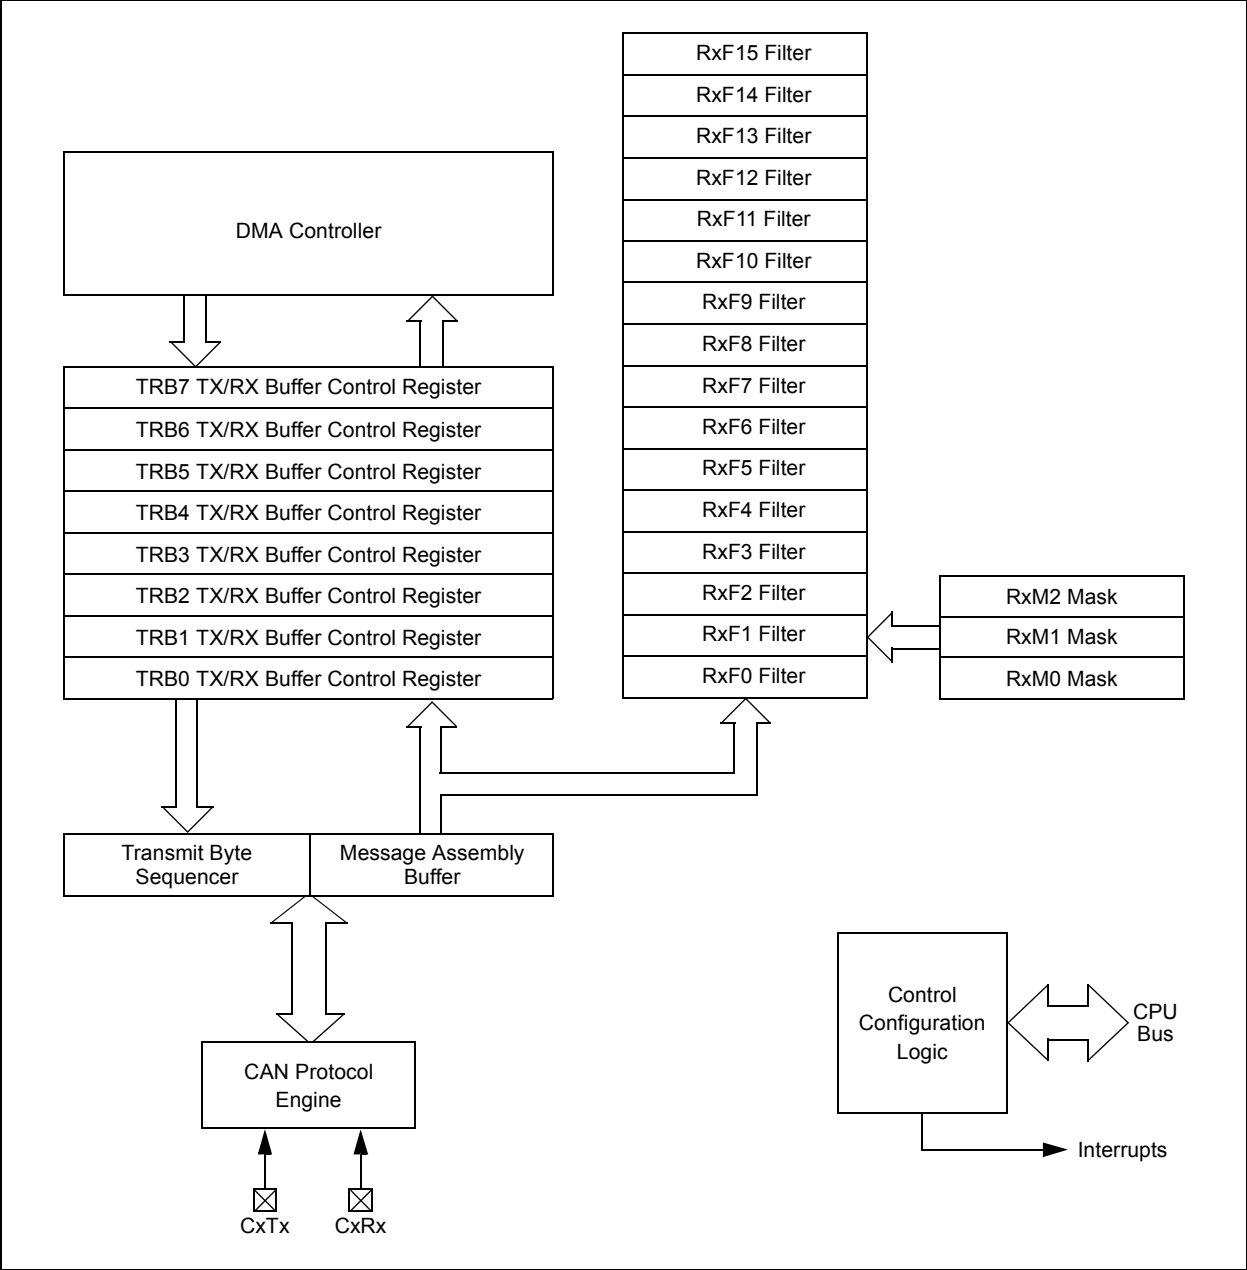 RxF15 Filter
RxF14 Filter
RxF13 Filter
RxF12 Filter
RxF11 Filter
RxF10 Filter
RxF9 Filter
RxF8 Filter
RxF7 Filter
RxF6 Filter
RxF5 Filter
RxF4 Filter
RxF3 Filter
RxF2 Filter
RxF1 Filter
RxF0 Filter
DMA Controller
TRB7 TX/RX Buffer Control Register
TRB6 TX/RX Buffer Control Register
TRB5 TX/RX Buffer Control Register
TRB4 TX/RX Buffer Control Register
TRB3 TX/RX Buffer Control Register
TRB2 TX/RX Buffer Control Register
TRB1 TX/RX Buffer Control Register
TRB0 TX/RX Buffer Control Register
RxM2 Mask
RxM1 Mask
RxM0 Mask
Transmit Byte
Sequencer
Message Assembly
Buffer
CAN Protocol
Engine
CxTx
CxRx
Control
Configuration
Logic
CPU
Bus
Interrupts